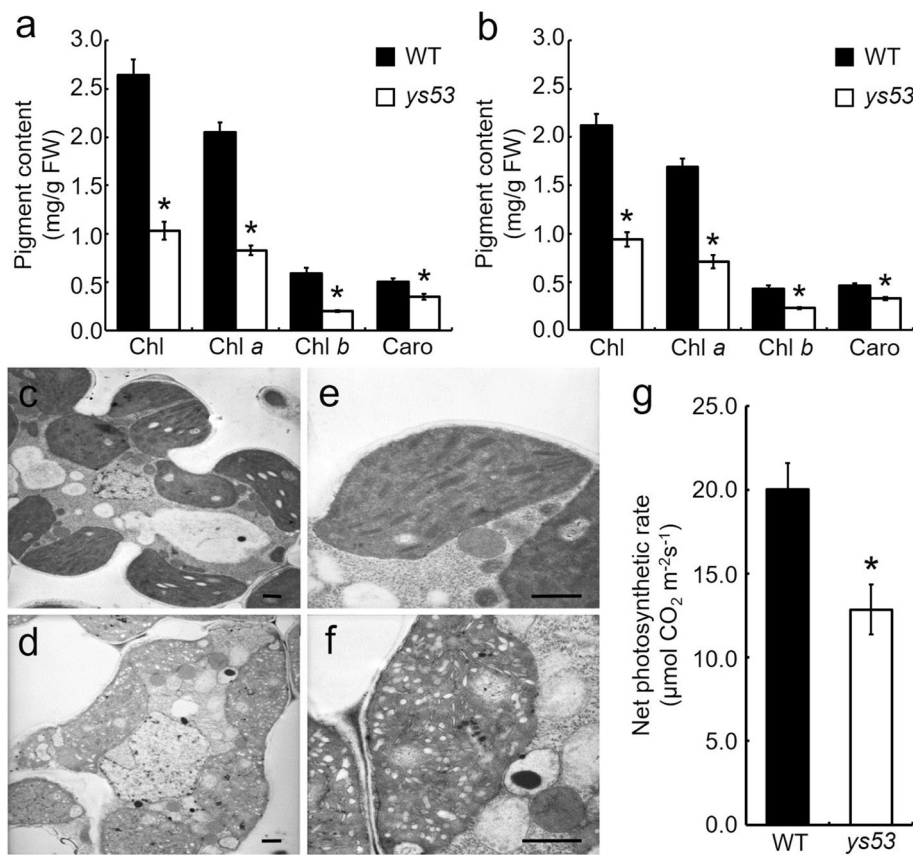 a
Pigment content
(mg/g FW)
3.0
2.5
2.0
1.5
1.0
0.5
0.0
WT
ys53
*
*
*
*
Chl
Chl a
Chl b
Caro
b
Pigment content
(mg/g FW)
3.0
2.5
2.0
1.5
1.0
0.5
0.0
WT
ys53
*
*
*
*
Chl
Chl a
Chl b
Caro
c
e
d
f
g
Net photosynthetic rate
(μmol CO₂ m⁻²s⁻¹)
25.0
20.0
15.0
10.0
5.0
0.0
*
WT
ys53